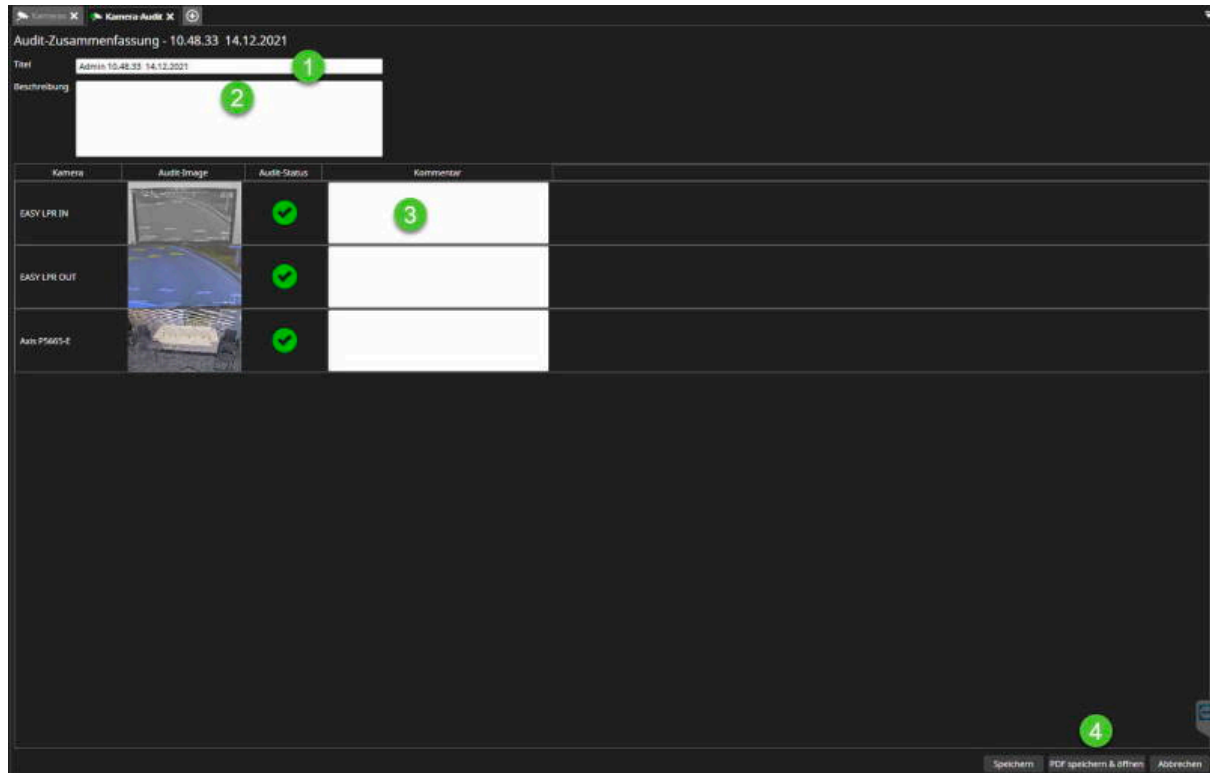 Kameras X Kamera-Audit X
Audit-Zusammenfassung - 10.48.33 14.12.2021
Titel Admin 10.48.33 14.12.2021 1
Beschreibung 2
Kamera Audit-Image Audit-Status Kommentar
EASY LPR IN 3
EASY LPR OUT
Axis P5665-E
4
Speichern PDF speichern & öffnen Abbrechen